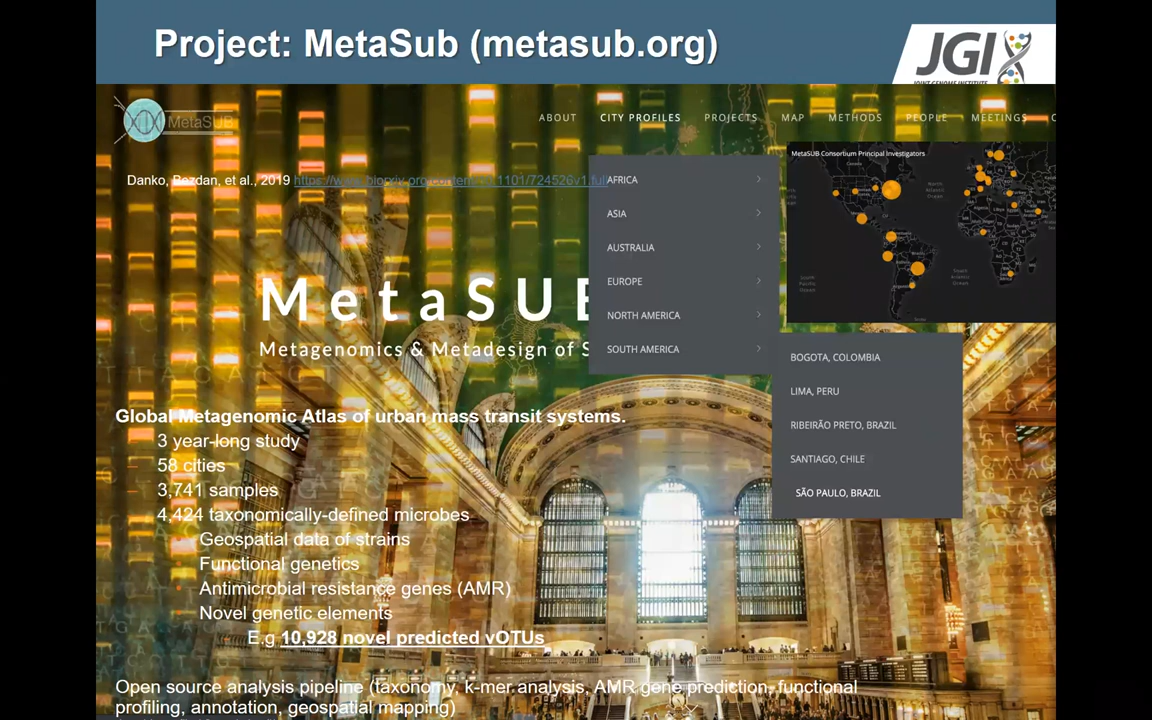 Project: MetaSub (metasub.org)
JGI
JOINT GENOME INSTITUTE
MetaSUB
ABOUT CITY PROFILES PROJECTS MAP METHODS PEOPLE MEETINGS
MetaSUB Consortium Principal Investigators
Danko, Bezdan, et al., 2019
AFRICA
ASIA
AUSTRALIA
EUROPE
NORTH AMERICA
SOUTH AMERICA
MetaSUB
Metagenomics & Metadesign of S
BOGOTA, COLOMBIA
LIMA, PERU
RIBEIRÃO PRETO, BRAZIL
SANTIAGO, CHILE
SÃO PAULO, BRAZIL
Global Metagenomic Atlas of urban mass transit systems.
3 year-long study
58 cities
3,741 samples
4,424 taxonomically-defined microbes
Geospatial data of strains
Functional genetics
Antimicrobial resistance genes (AMR)
Novel genetic elements
E.g 10,928 novel predicted vOTUs
Open source analysis pipeline (taxonomy, k-mer analysis, AMR gene prediction, functional
profiling, annotation, geospatial mapping)